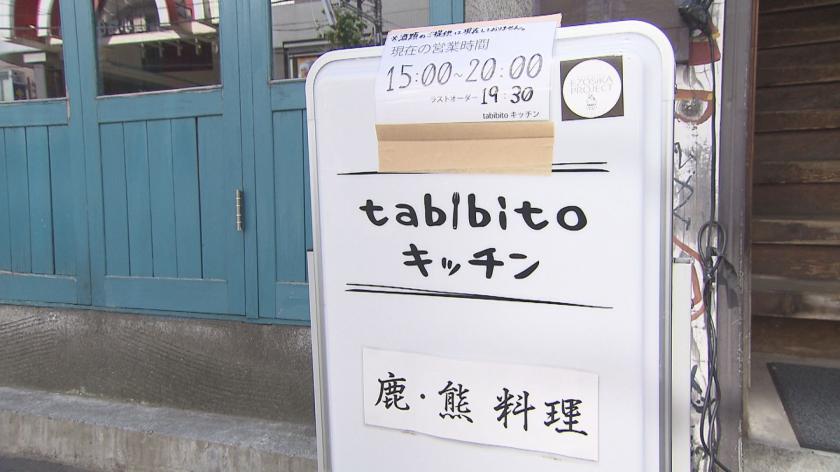 ※酒類のご提供は現在しておりません。
現在の営業時間
15:00~20:00
ラストオーダー 19:30
tabibito キッチン
EZOSIKA
PROJECT
tabibito
キッチン
鹿・熊 料理